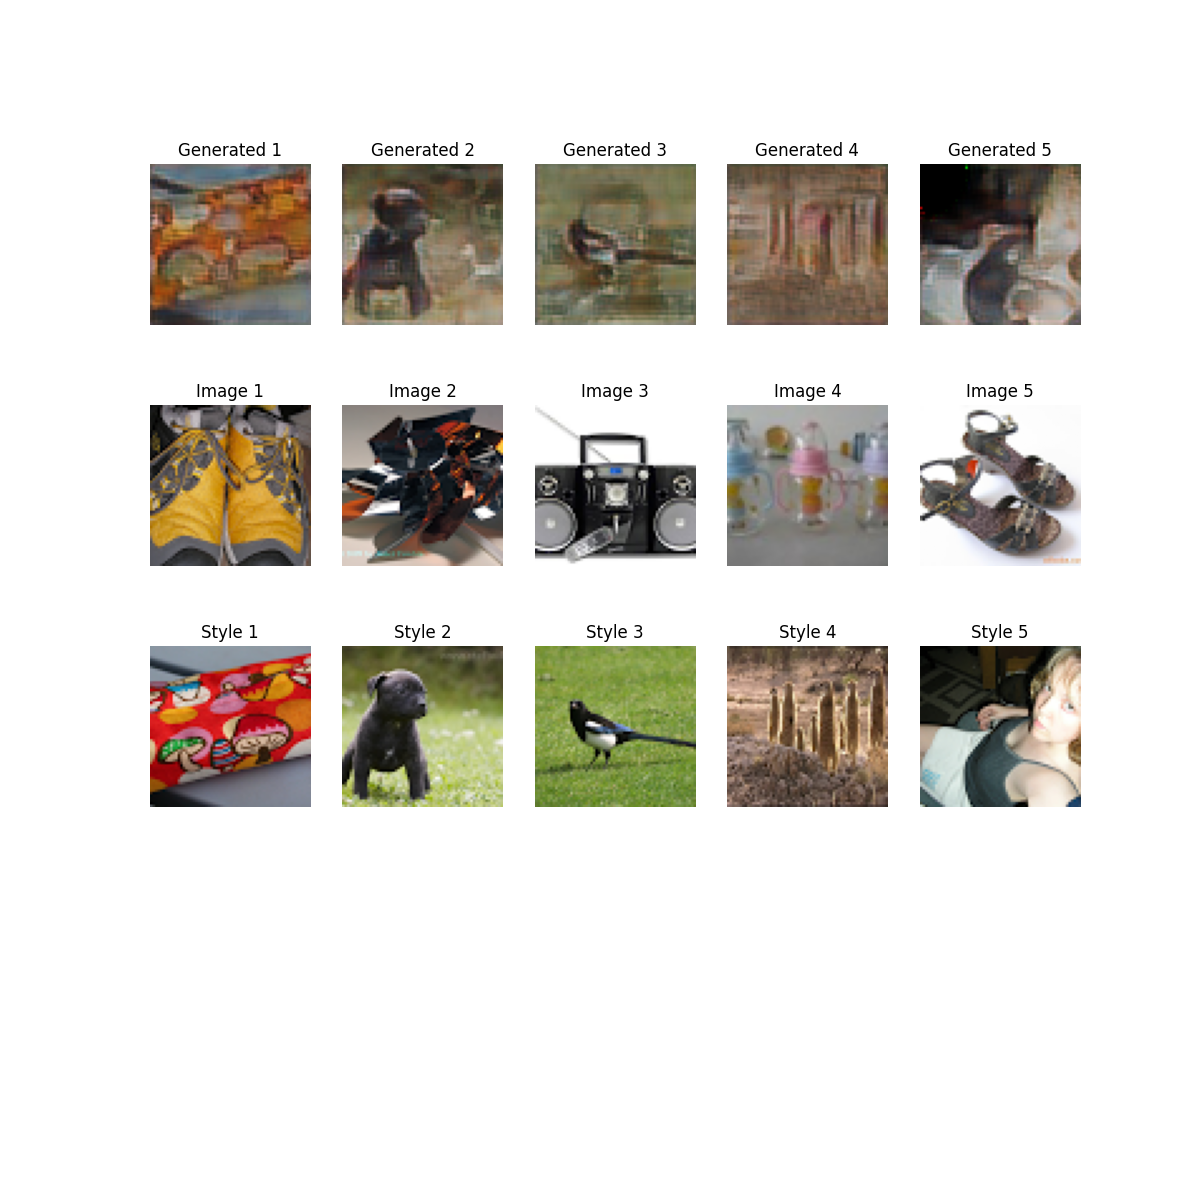 Generated 1
Generated 2
Generated 3
Generated 4
Generated 5
Image 1
Image 2
Image 3
Image 4
Image 5
Style 1
Style 2
Style 3
Style 4
Style 5